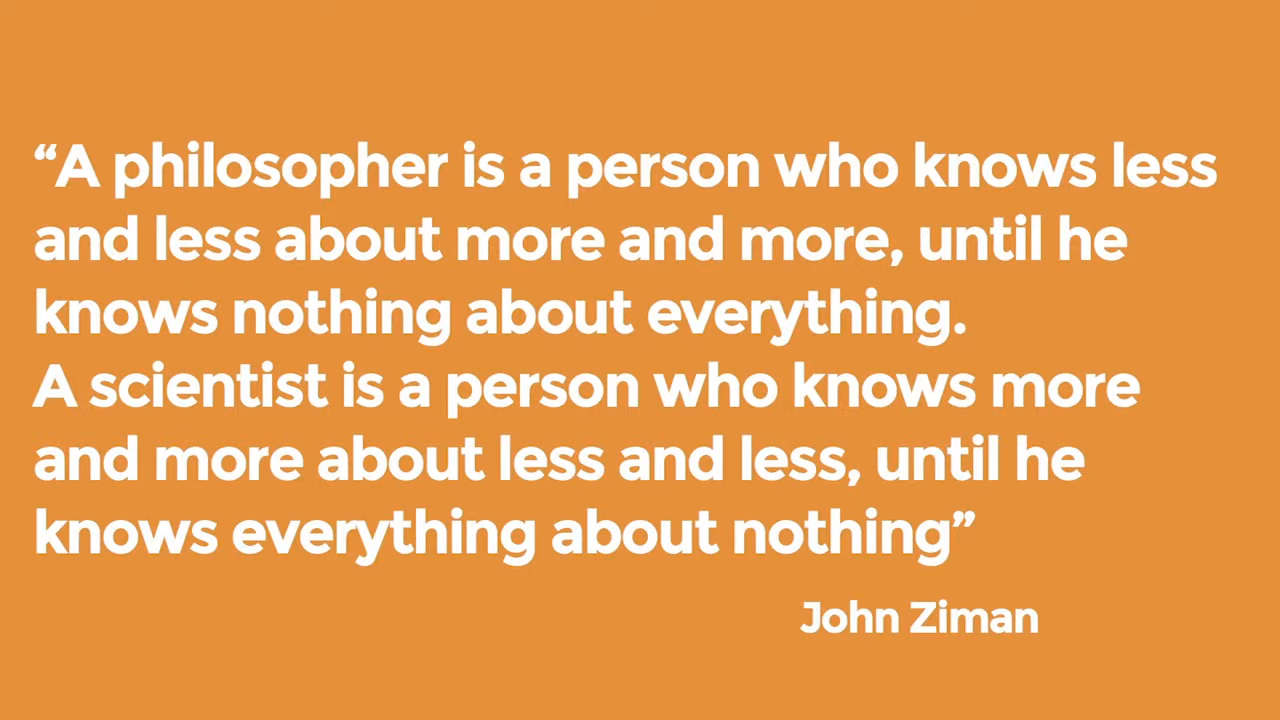 “A philosopher is a person who knows less
and less about more and more, until he
knows nothing about everything.
A scientist is a person who knows more
and more about less and less, until he
knows everything about nothing”
John Ziman